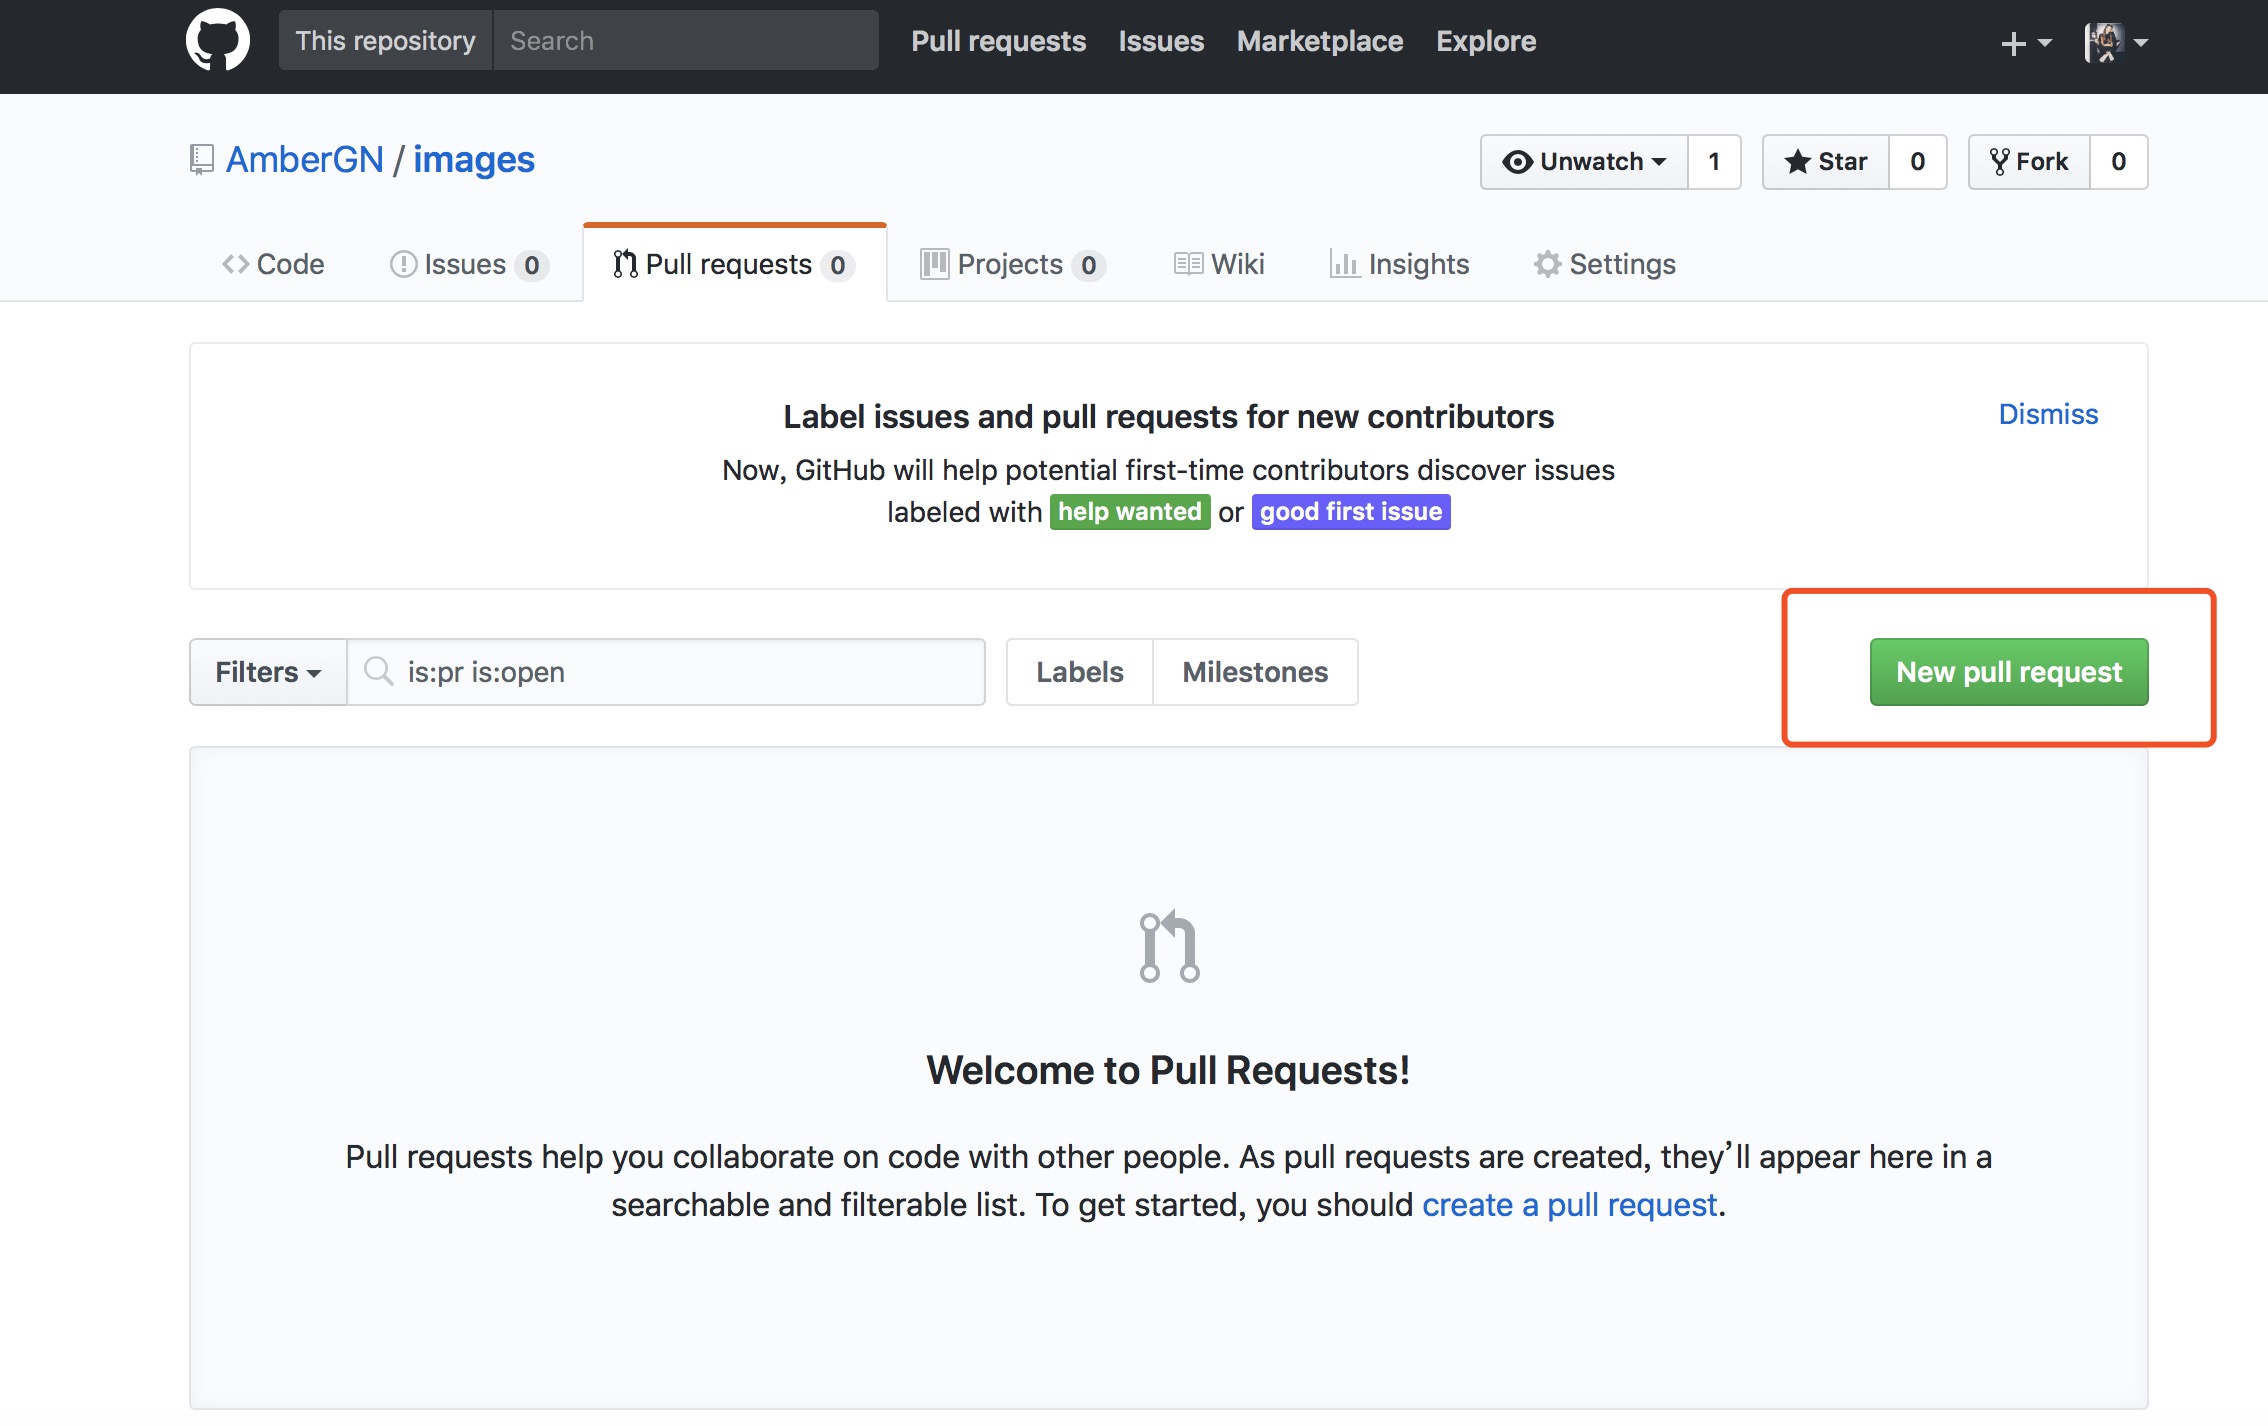 This repository Search Pull requests Issues Marketplace Explore
AmberGN / images
Unwatch 1 Star 0 Fork 0
Code Issues 0 Pull requests 0 Projects 0 Wiki Insights Settings
Label issues and pull requests for new contributors
Dismiss
Now, GitHub will help potential first-time contributors discover issues
labeled with help wanted or good first issue
Filters is:pr is:open Labels Milestones New pull request
Welcome to Pull Requests!
Pull requests help you collaborate on code with other people. As pull requests are created, they’ll appear here in a
searchable and filterable list. To get started, you should create a pull request.